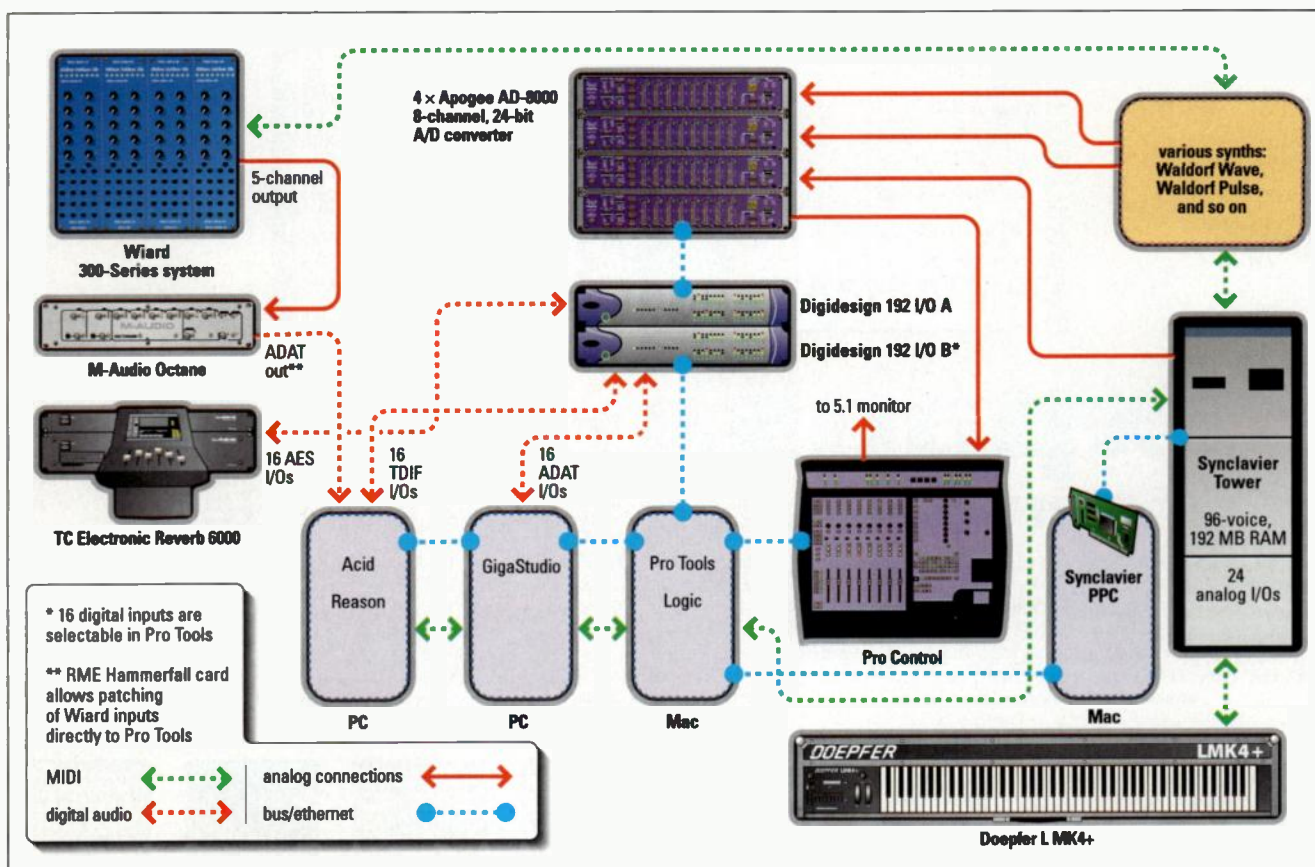 4 × Apogee AD-8000
8-channel, 24-bit
A/D converter
5-channel
output
Wiard
300-Series system
various synths:
Waldorf Wave,
Waldorf Pulse,
and so on
M-AUDIO
M-Audio Octane
ADAT
out**
Digidesign 192 I/O A
Digidesign 192 I/O B*
to 5.1 monitor
16 AES
I/Os
16
TDIF
I/Os
16
ADAT
I/Os
TC Electronic Reverb 6000
Acid
Reason
PC
GigaStudio
PC
Pro Tools
Logic
Mac
Pro Control
Synclavier
PPC
Mac
Synclavier
Tower
96-voice,
192 MB RAM
24
analog I/Os
* 16 digital inputs are
selectable in Pro Tools
** RME Hammerfall card
allows patching
of Wiard inputs
directly to Pro Tools
MIDI
digital audio
analog connections
bus/ethernet
DOEPFER
LMK4+
DOEPFER LMK4+
Doepfer L MK4+